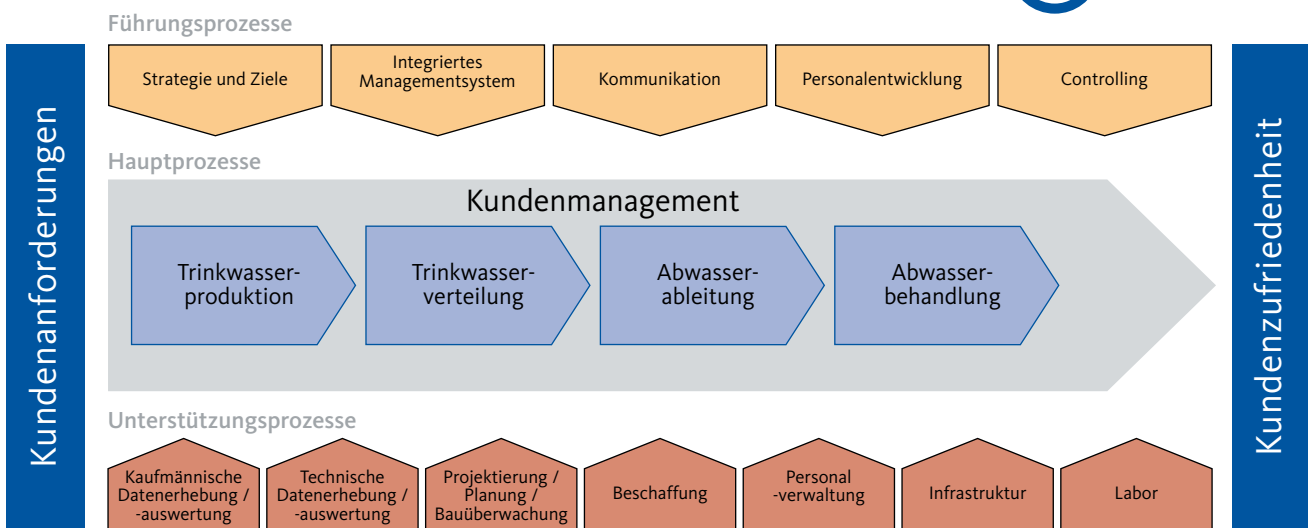 Führungsprozesse
Strategie und Ziele
Integriertes
Managementsystem
Kommunikation
Personalentwicklung
Controlling
Kundenanforderungen
Hauptprozesse
Kundenmanagement
Trinkwasser-
produktion
Trinkwasser-
verteilung
Abwasser-
ableitung
Abwasser-
behandlung
Kundenzufriedenheit
Unterstützungsprozesse
Kaufmännische
Datenerhebung /
-auswertung
Technische
Datenerhebung /
-auswertung
Projektierung /
Planung /
Bauüberwachung
Beschaffung
Personal
-verwaltung
Infrastruktur
Labor